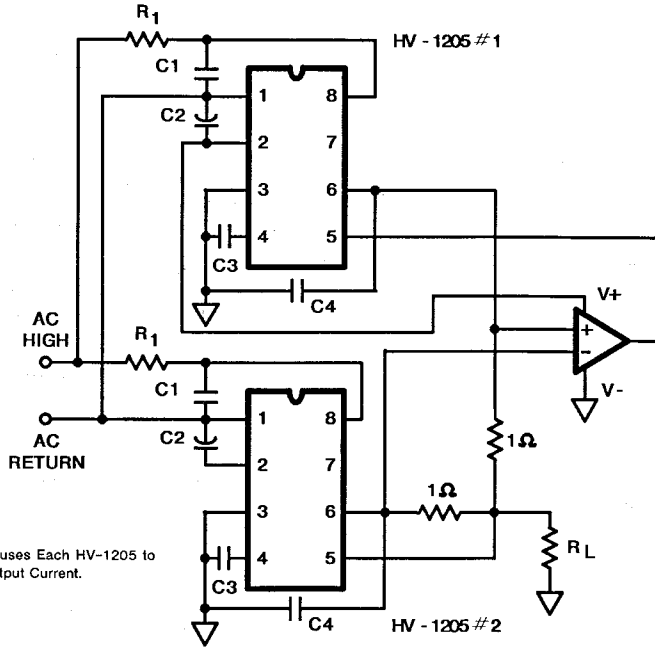 R1
HV - 1205 #1
C1
1
8
C2
2
7
3
6
4
5
C3
C4
V+
AC
HIGH
R1
+
-
C1
V-
1
8
AC
RETURN
C2
1Ω
2
7
1Ω
3
6
uses Each HV-1205 to
tput Current.
4
5
RL
C3
C4
HV - 1205 #2